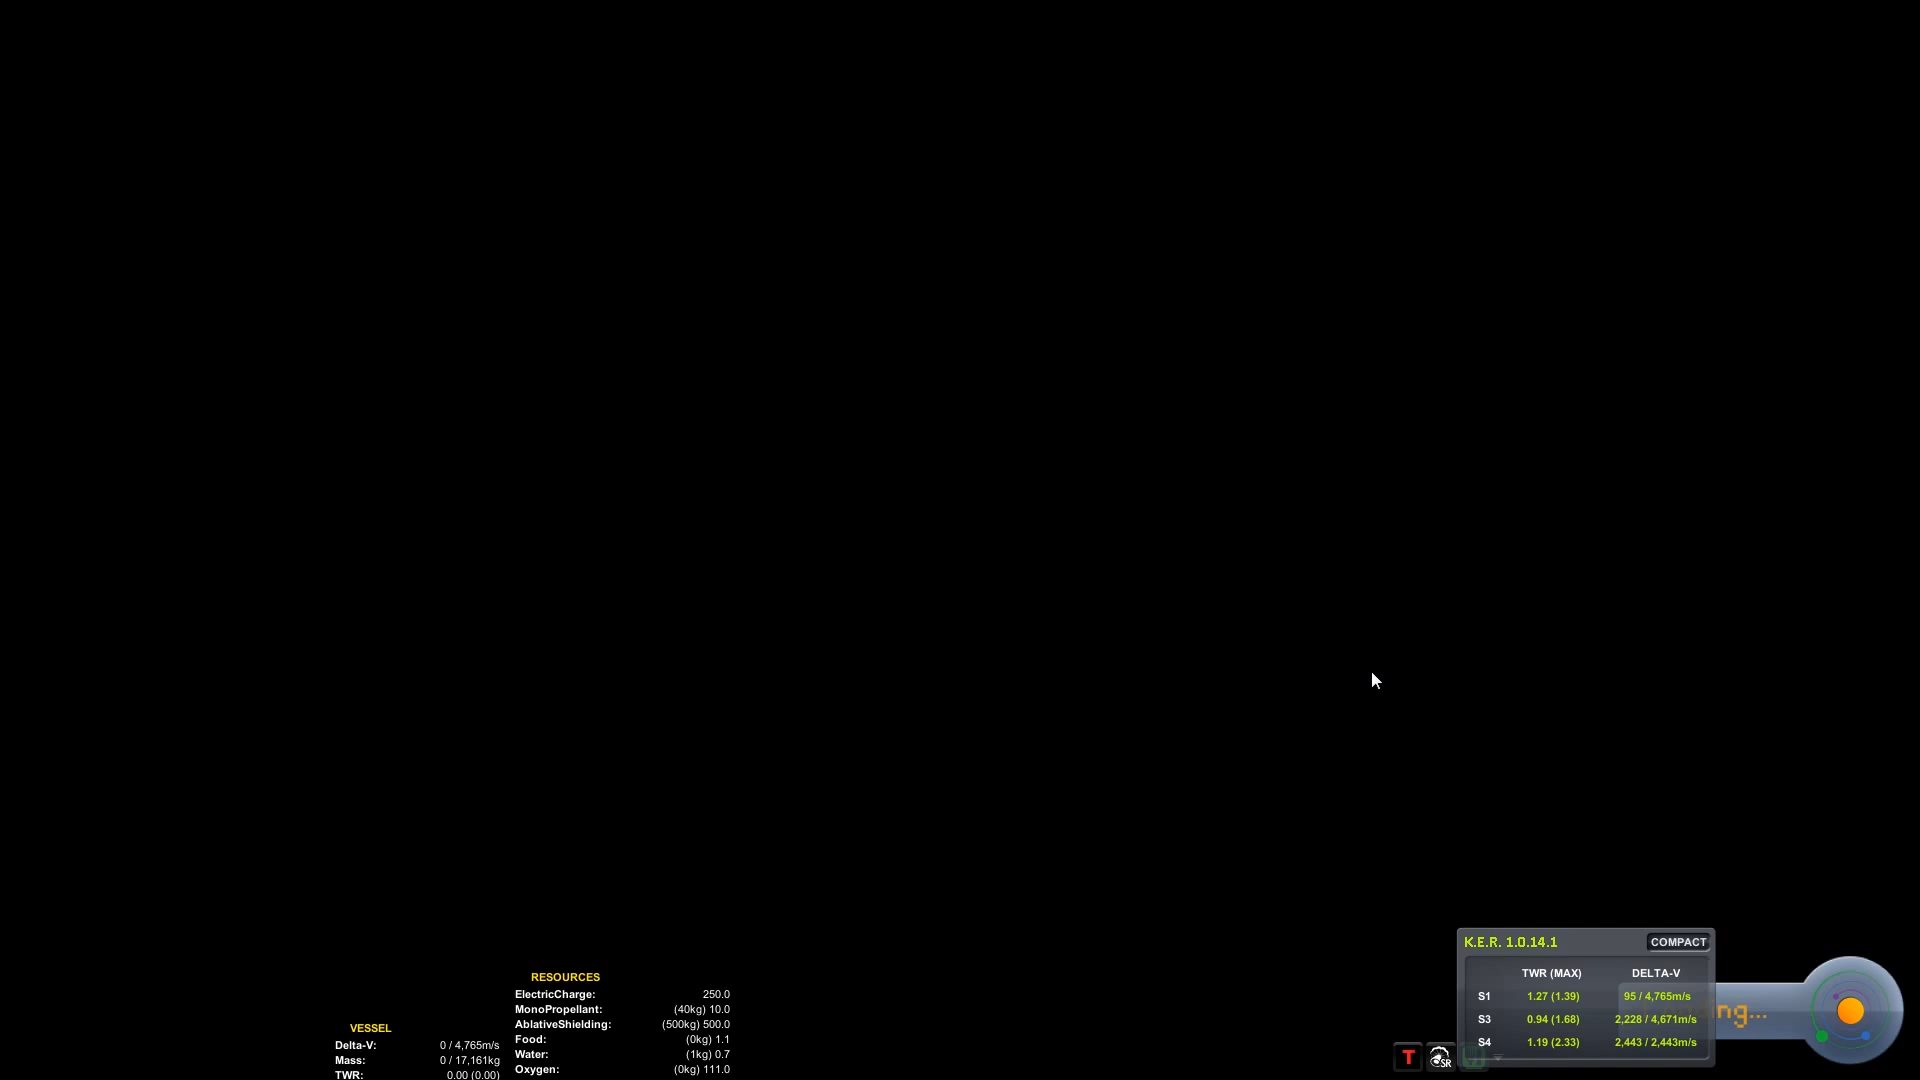 RESOURCES
ElectricCharge: 250.0
MonoPropellant: (40kg) 10.0
AblativeShielding: (500kg) 500.0
Food: (0kg) 1.1
Water: (1kg) 0.7
Oxygen: (0kg) 111.0
VESSEL
Delta-V: 0 / 4,765m/s
Mass: 0 / 17,161kg
TWR: 0.00 (0.00)
K.E.R. 1.0.14.1 COMPACT
TWR (MAX) DELTA-V
S1 1.27 (1.39) 95 / 4,765m/s
S3 0.94 (1.68) 2,228 / 4,671m/s
S4 1.19 (2.33) 2,443 / 2,443m/s
ng...
T
SR